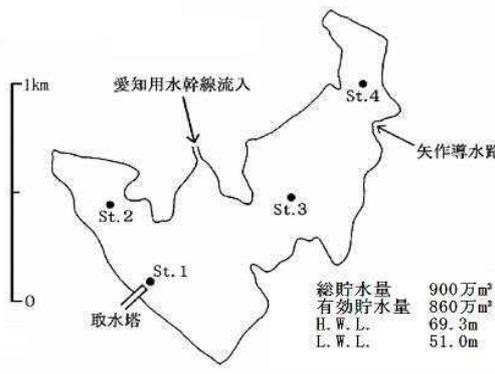 1km
愛知用水幹線流入
St.4
矢作導水路
St.3
St.2
St.1
0
取水塔
総貯水量 900万m³
有効貯水量 860万m³
H.W.L. 69.3m
L.W.L. 51.0m